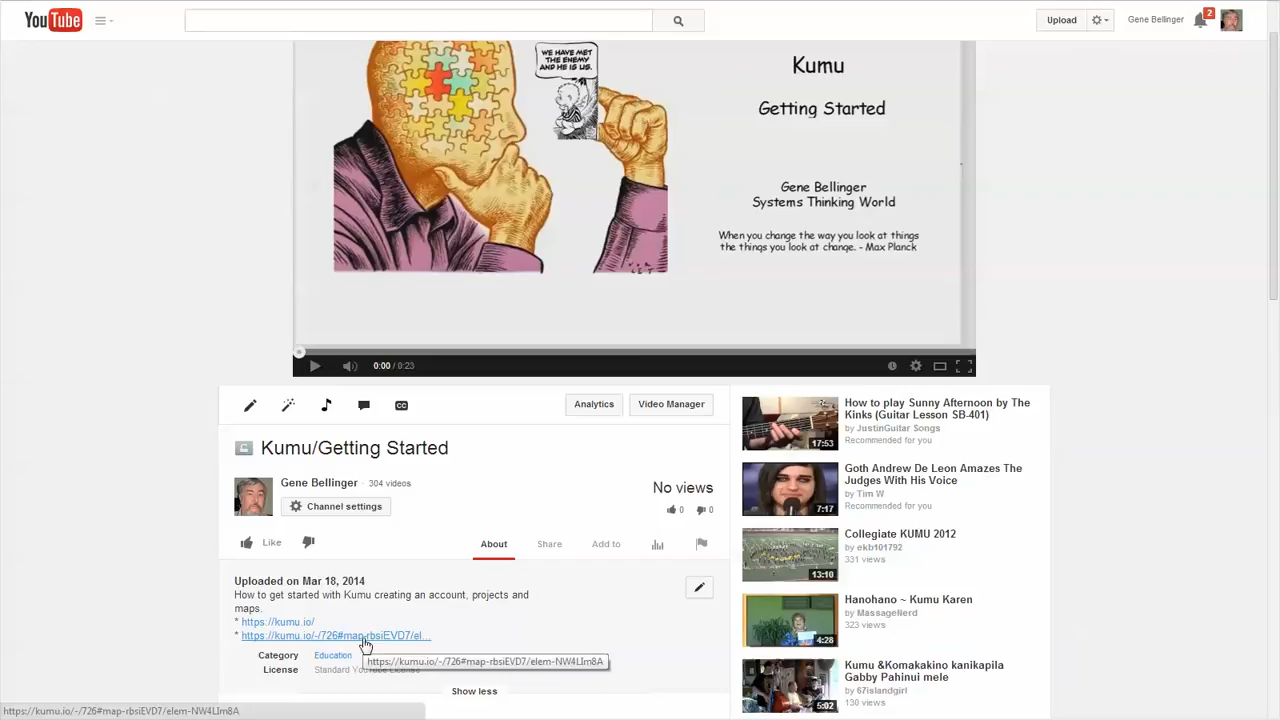 YouTube
Upload
Gene Bellinger
2
WE HAVE MET
THE ENEMY
AND HE IS US.
Kumu
Getting Started
Gene Bellinger
Systems Thinking World
When you change the way you look at things
the things you look at change. - Max Planck
0:00 / 0:23
Analytics
Video Manager
Kumu/Getting Started
Gene Bellinger · 304 videos
Channel settings
No views
0 0
Like
About
Share
Add to
Uploaded on Mar 18, 2014
How to get started with Kumu creating an account, projects and
maps.
* https://kumu.io/
* https://kumu.io/-/726#map-rbsiEVD7/el...
Category Education
https://kumu.io/-/726#map-rbsiEVD7/elem-NW4LIm8A
License Standard YouTube License
Show less
17:53
How to play Sunny Afternoon by The
Kinks (Guitar Lesson SB-401)
by JustinGuitar Songs
Recommended for you
7:17
Goth Andrew De Leon Amazes The
Judges With His Voice
by Tim W
Recommended for you
13:10
Collegiate KUMU 2012
by ekb101792
331 views
4:28
Hanohano ~ Kumu Karen
by MassageNerd
323 views
5:02
Kumu &Komakakino kanikapila
Gabby Pahinui mele
by 67islandgirl
130 views
https://kumu.io/-/726#map-rbsiEVD7/elem-NW4LIm8A